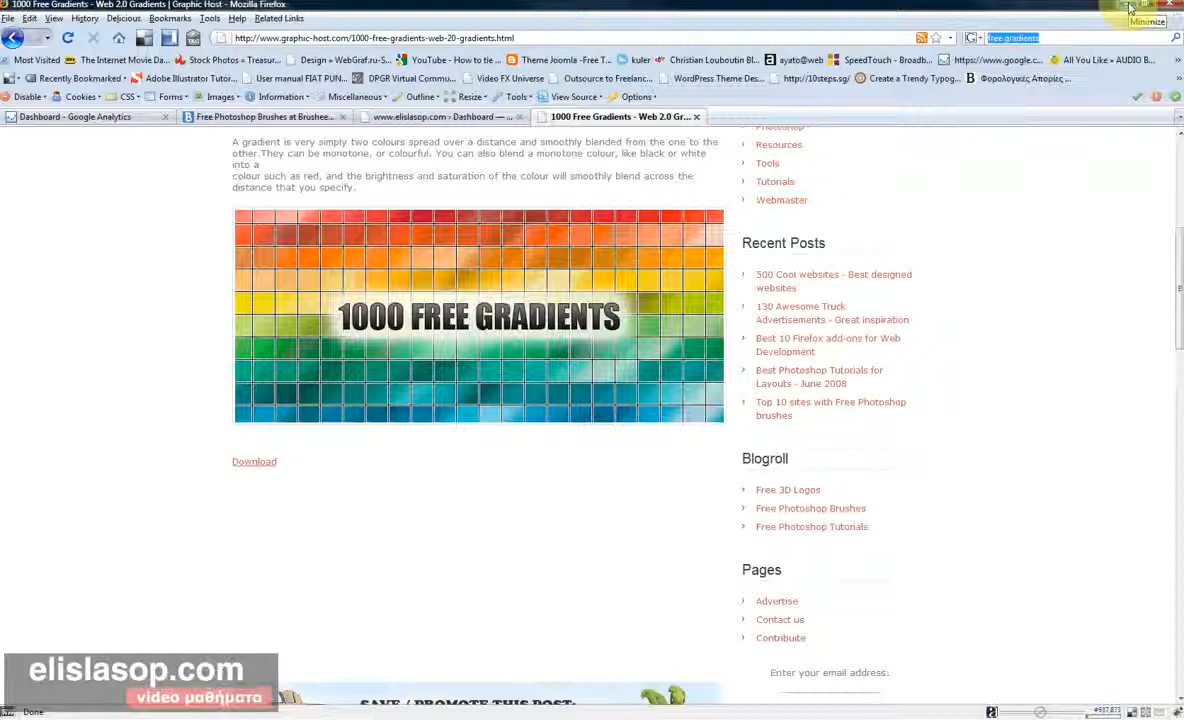 1000 Free Gradients - Web 2.0 Gradients | Graphic Host - Mozilla Firefox
File Edit View History Delicious Bookmarks Tools Help Related Links
Minimize
http://www.graphic-host.com/1000-free-gradients-web-20-gradients.html
free gradients
Most Visited The Internet Movie Da... Stock Photos « Treasur... Design » WebGraf.ru-S... YouTube - How to tie ... Theme Joomla -Free T... kuler Christian Louboutin Bl... ayato@web SpeedTouch - Broadb... https://www.google.c... All You Like » AUDIO B...
Recently Bookmarked Adobe Illustrator Tutor... User manual FIAT PUN... DPGR Virtual Commu... Video FX Universe Outsource to Freelanc... WordPress Theme Des... http://10steps.sg/ Create a Trendy Typog... Φορολογικές Απορίες ...
Disable Cookies CSS Forms Images Information Miscellaneous Outline Resize Tools View Source Options
Dashboard - Google Analytics Free Photoshop Brushes at Brushee... www.elislasop.com › Dashboard — ... 1000 Free Gradients - Web 2.0 Gr...
A gradient is very simply two colours spread over a distance and smoothly blended from the one to the
other.They can be monotone, or colourful. You can also blend a monotone colour, like black or white
into a
colour such as red, and the brightness and saturation of the colour will smoothly blend across the
distance that you specify.
1000 FREE GRADIENTS
Download
SAVE / PROMOTE THIS POST:
Photoshop
Resources
Tools
Tutorials
Webmaster
Recent Posts
500 Cool websites - Best designed
websites
130 Awesome Truck
Advertisements - Great inspiration
Best 10 Firefox add-ons for Web
Development
Best Photoshop Tutorials for
Layouts - June 2008
Top 10 sites with Free Photoshop
brushes
Blogroll
Free 3D Logos
Free Photoshop Brushes
Free Photoshop Tutorials
Pages
Advertise
Contact us
Contribuite
Enter your email address:
elislasop.com
video μαθήματα
Done
#937,873